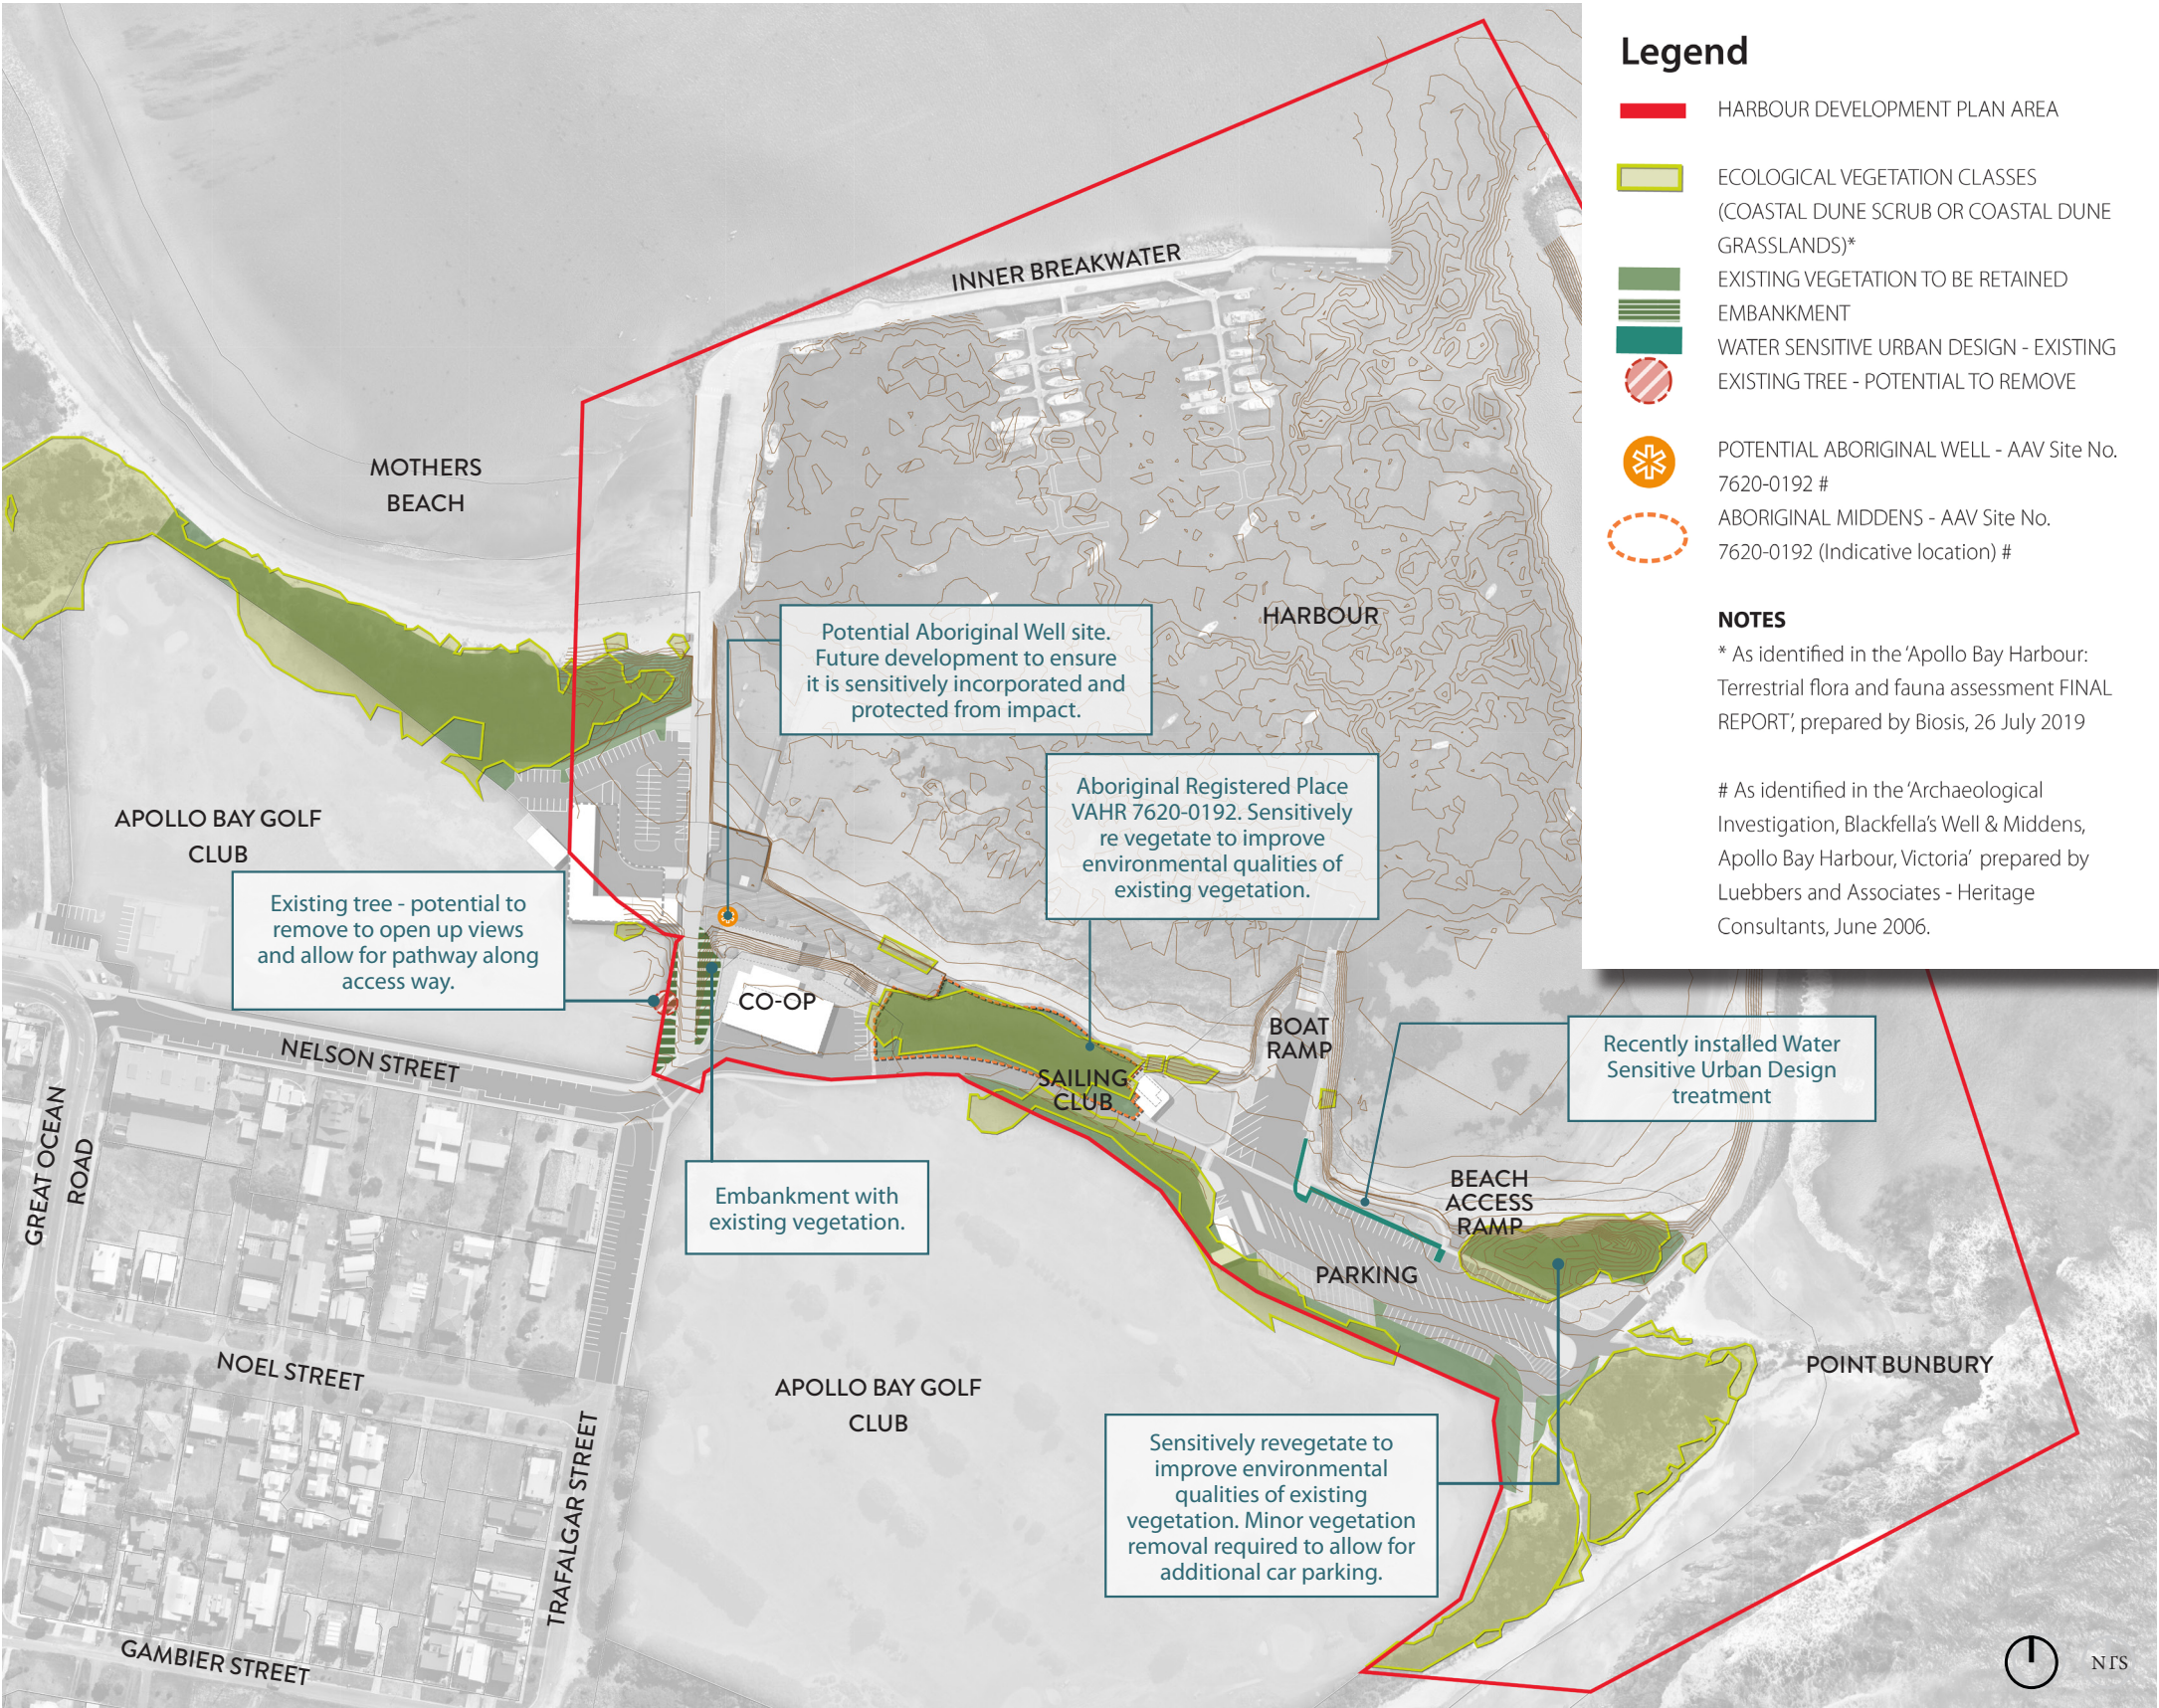 Legend
HARBOUR DEVELOPMENT PLAN AREA
ECOLOGICAL VEGETATION CLASSES
(COASTAL DUNE SCRUB OR COASTAL DUNE
GRASSLANDS)*
EXISTING VEGETATION TO BE RETAINED
EMBANKMENT
WATER SENSITIVE URBAN DESIGN - EXISTING
EXISTING TREE - POTENTIAL TO REMOVE
POTENTIAL ABORIGINAL WELL - AAV Site No.
7620-0192 #
ABORIGINAL MIDDENS - AAV Site No.
7620-0192 (Indicative location) #
NOTES
* As identified in the ‘Apollo Bay Harbour:
Terrestrial flora and fauna assessment FINAL
REPORT’, prepared by Biosis, 26 July 2019
# As identified in the ‘Archaeological
Investigation, Blackfella’s Well & Middens,
Apollo Bay Harbour, Victoria’ prepared by
Luebbers and Associates - Heritage
Consultants, June 2006.
INNER BREAKWATER
MOTHERS
BEACH
HARBOUR
Potential Aboriginal Well site.
Future development to ensure
it is sensitively incorporated and
protected from impact.
Aboriginal Registered Place
VAHR 7620-0192. Sensitively
re vegetate to improve
environmental qualities of
existing vegetation.
APOLLO BAY GOLF
CLUB
Existing tree - potential to
remove to open up views
and allow for pathway along
access way.
CO-OP
NELSON STREET
SAILING
CLUB
BOAT
RAMP
Recently installed Water
Sensitive Urban Design
treatment
GREAT OCEAN
ROAD
Embankment with
existing vegetation.
BEACH
ACCESS
RAMP
PARKING
POINT BUNBURY
NOEL STREET
APOLLO BAY GOLF
CLUB
TRAFALGAR STREET
Sensitively revegetate to
improve environmental
qualities of existing
vegetation. Minor vegetation
removal required to allow for
additional car parking.
GAMBIER STREET
NTS